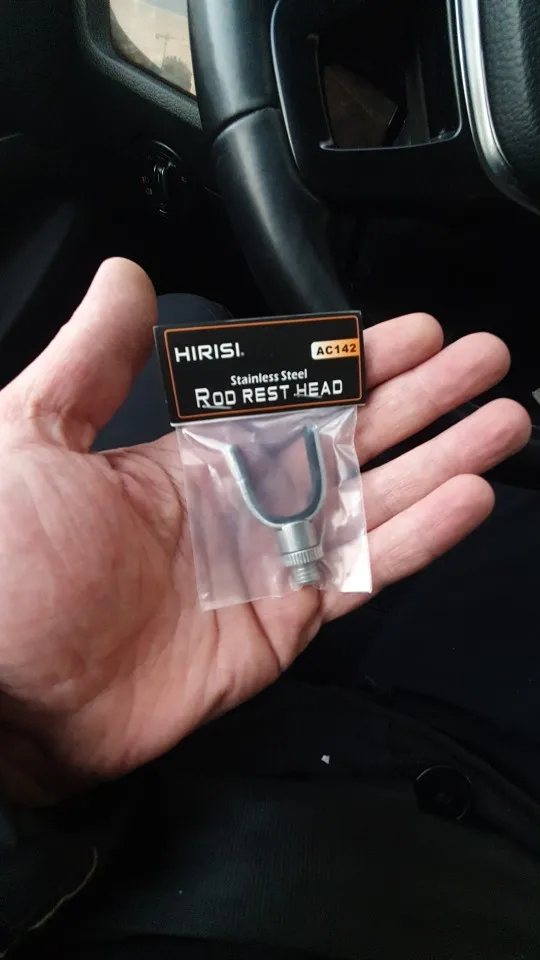 HIRISI.
AC142
Stainless Steel
ROD REST HEAD